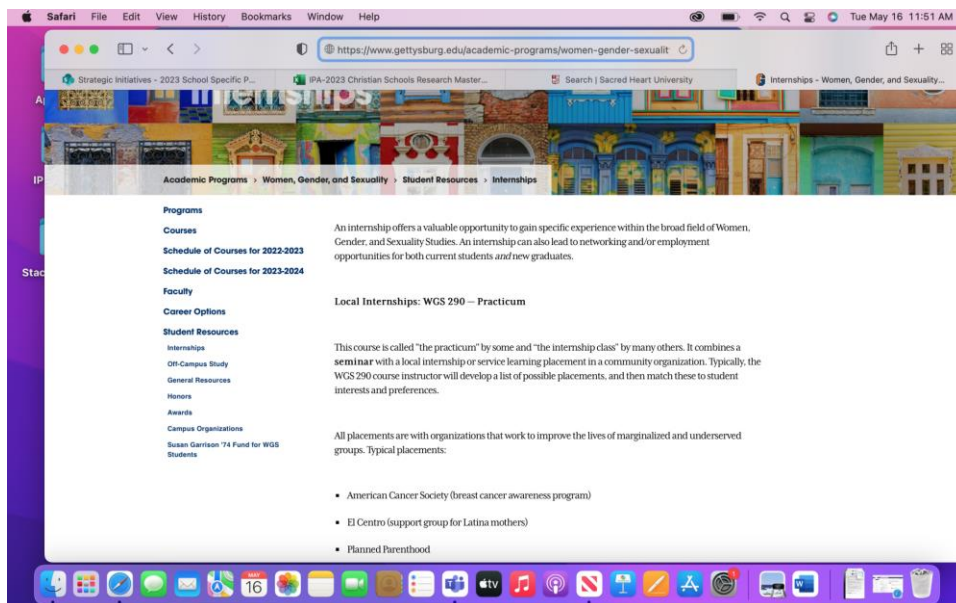 Safari File Edit View History Bookmarks Window Help
Tue May 16 11:51 AM
https://www.gettysburg.edu/academic-programs/women-gender-sexualit
Strategic Initiatives - 2023 School Specific P...
IPA-2023 Christian Schools Research Master...
Search | Sacred Heart University
Internships - Women, Gender, and Sexuality...
Internships
Academic Programs > Women, Gender, and Sexuality > Student Resources > Internships
Programs
Courses
Schedule of Courses for 2022-2023
Schedule of Courses for 2023-2024
Faculty
Career Options
Student Resources
Internships
Off-Campus Study
General Resources
Honors
Awards
Campus Organizations
Susan Garrison '74 Fund for WGS
Students
An internship offers a valuable opportunity to gain specific experience within the broad field of Women,
Gender, and Sexuality Studies. An internship can also lead to networking and/or employment
opportunities for both current students and new graduates.
Local Internships: WGS 290 — Practicum
This course is called "the practicum" by some and "the internship class" by many others. It combines a
seminar with a local internship or service learning placement in a community organization. Typically, the
WGS 290 course instructor will develop a list of possible placements, and then match these to student
interests and preferences.
All placements are with organizations that work to improve the lives of marginalized and underserved
groups. Typical placements:
• American Cancer Society (breast cancer awareness program)
• El Centro (support group for Latina mothers)
• Planned Parenthood
IP
Stac
MAY
16
tv